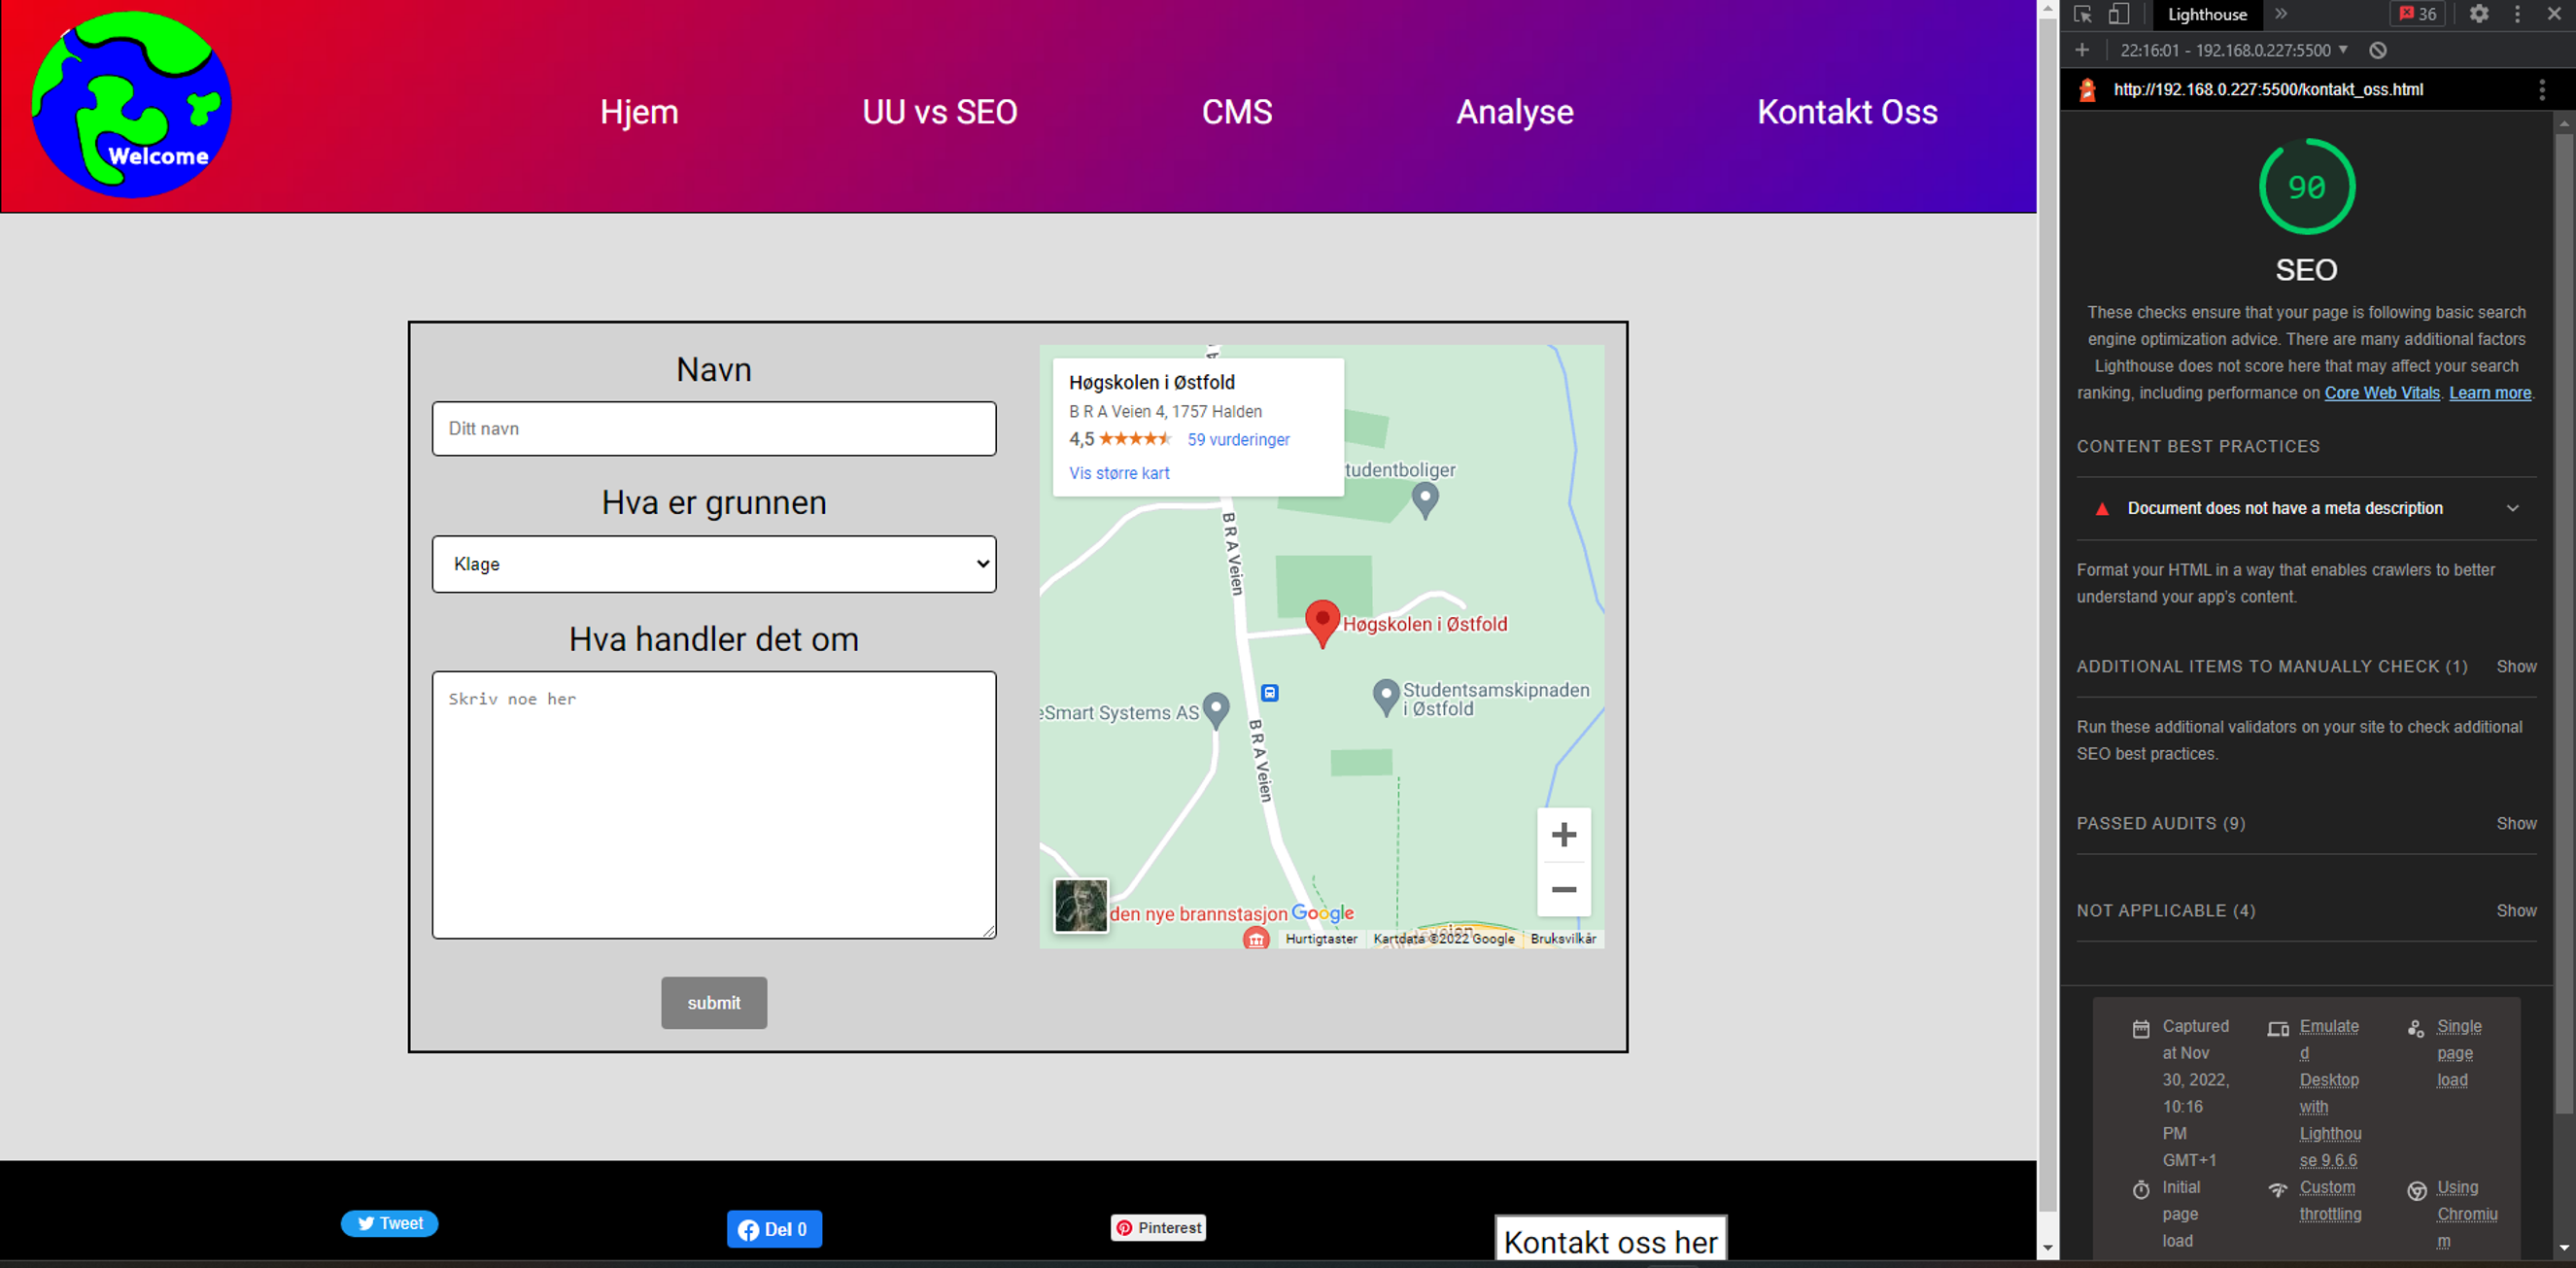 Welcome
Hjem
UU vs SEO
CMS
Analyse
Kontakt Oss
Navn
Ditt navn
Hva er grunnen
Klage
Hva handler det om
Skriv noe her
submit
Høgskolen i Østfold
B R A Veien 4, 1757 Halden
4,5 59 vurderinger
Vis større kart
tudentboliger
B R A Veien
Høgskolen i Østfold
Studentsamskipnaden
i Østfold
eSmart Systems AS
B R A Veien
den nye brannstasjon
Google
Hurtigtaster
Kartdata ©2022 Google
Bruksvilkår
Tweet
Del 0
Pinterest
Kontakt oss her
Lighthouse
36
22:16:01 - 192.168.0.227:5500
http://192.168.0.227:5500/kontakt_oss.html
90
SEO
These checks ensure that your page is following basic search
engine optimization advice. There are many additional factors
Lighthouse does not score here that may affect your search
ranking, including performance on Core Web Vitals. Learn more.
CONTENT BEST PRACTICES
Document does not have a meta description
Format your HTML in a way that enables crawlers to better
understand your app's content.
ADDITIONAL ITEMS TO MANUALLY CHECK (1) Show
Run these additional validators on your site to check additional
SEO best practices.
PASSED AUDITS (9) Show
NOT APPLICABLE (4) Show
Captured
at Nov
30, 2022,
10:16
PM
GMT+1
Emulate
d
Desktop
with
Lighthou
se 9.6.6
Single
page
load
Initial
page
load
Custom
throttling
Using
Chromiu
m